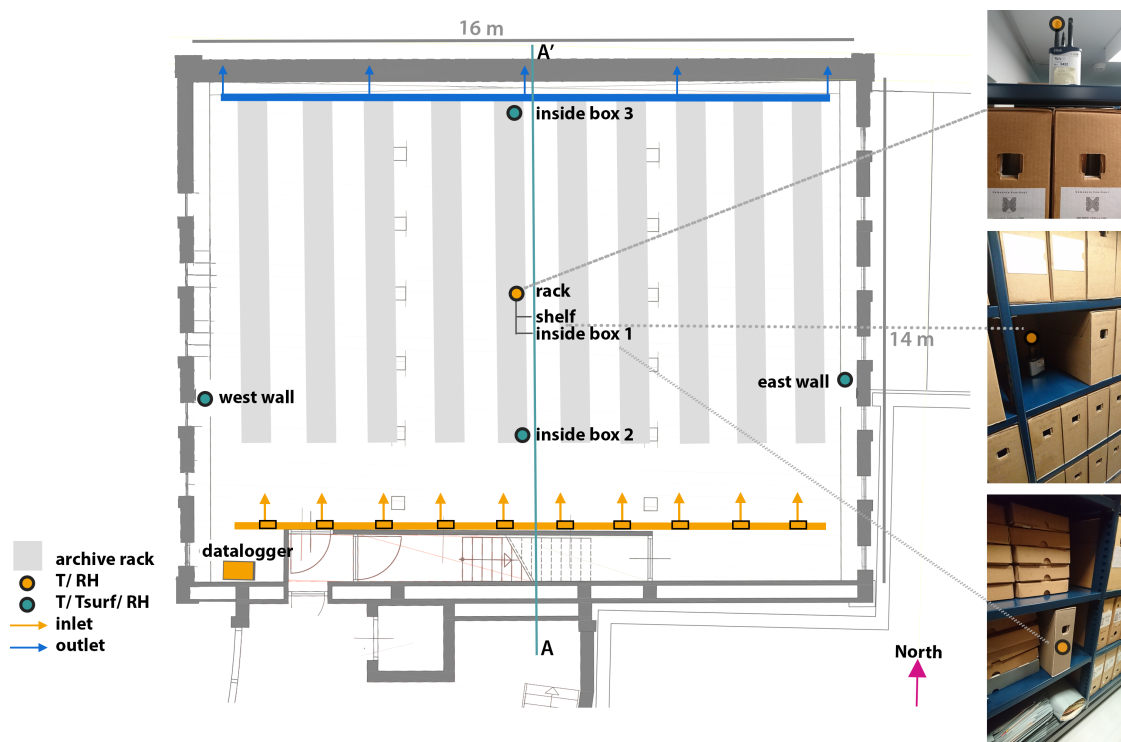 16 m
A’
inside box 3
rack
shelf
inside box 1
14 m
east wall
west wall
inside box 2
datalogger
archive rack
T/ RH
T/ Tsurf/ RH
inlet
outlet
A
North